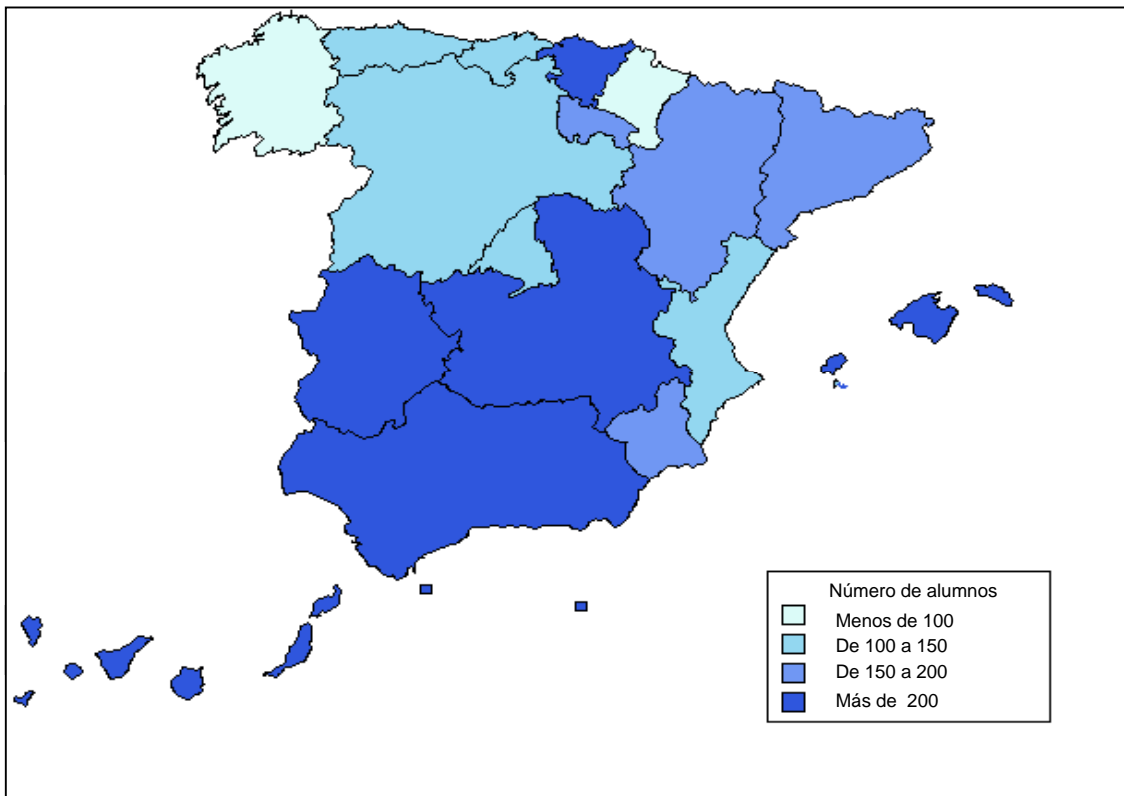 Número de alumnos
Menos de 100
De 100 a 150
De 150 a 200
Más de 200